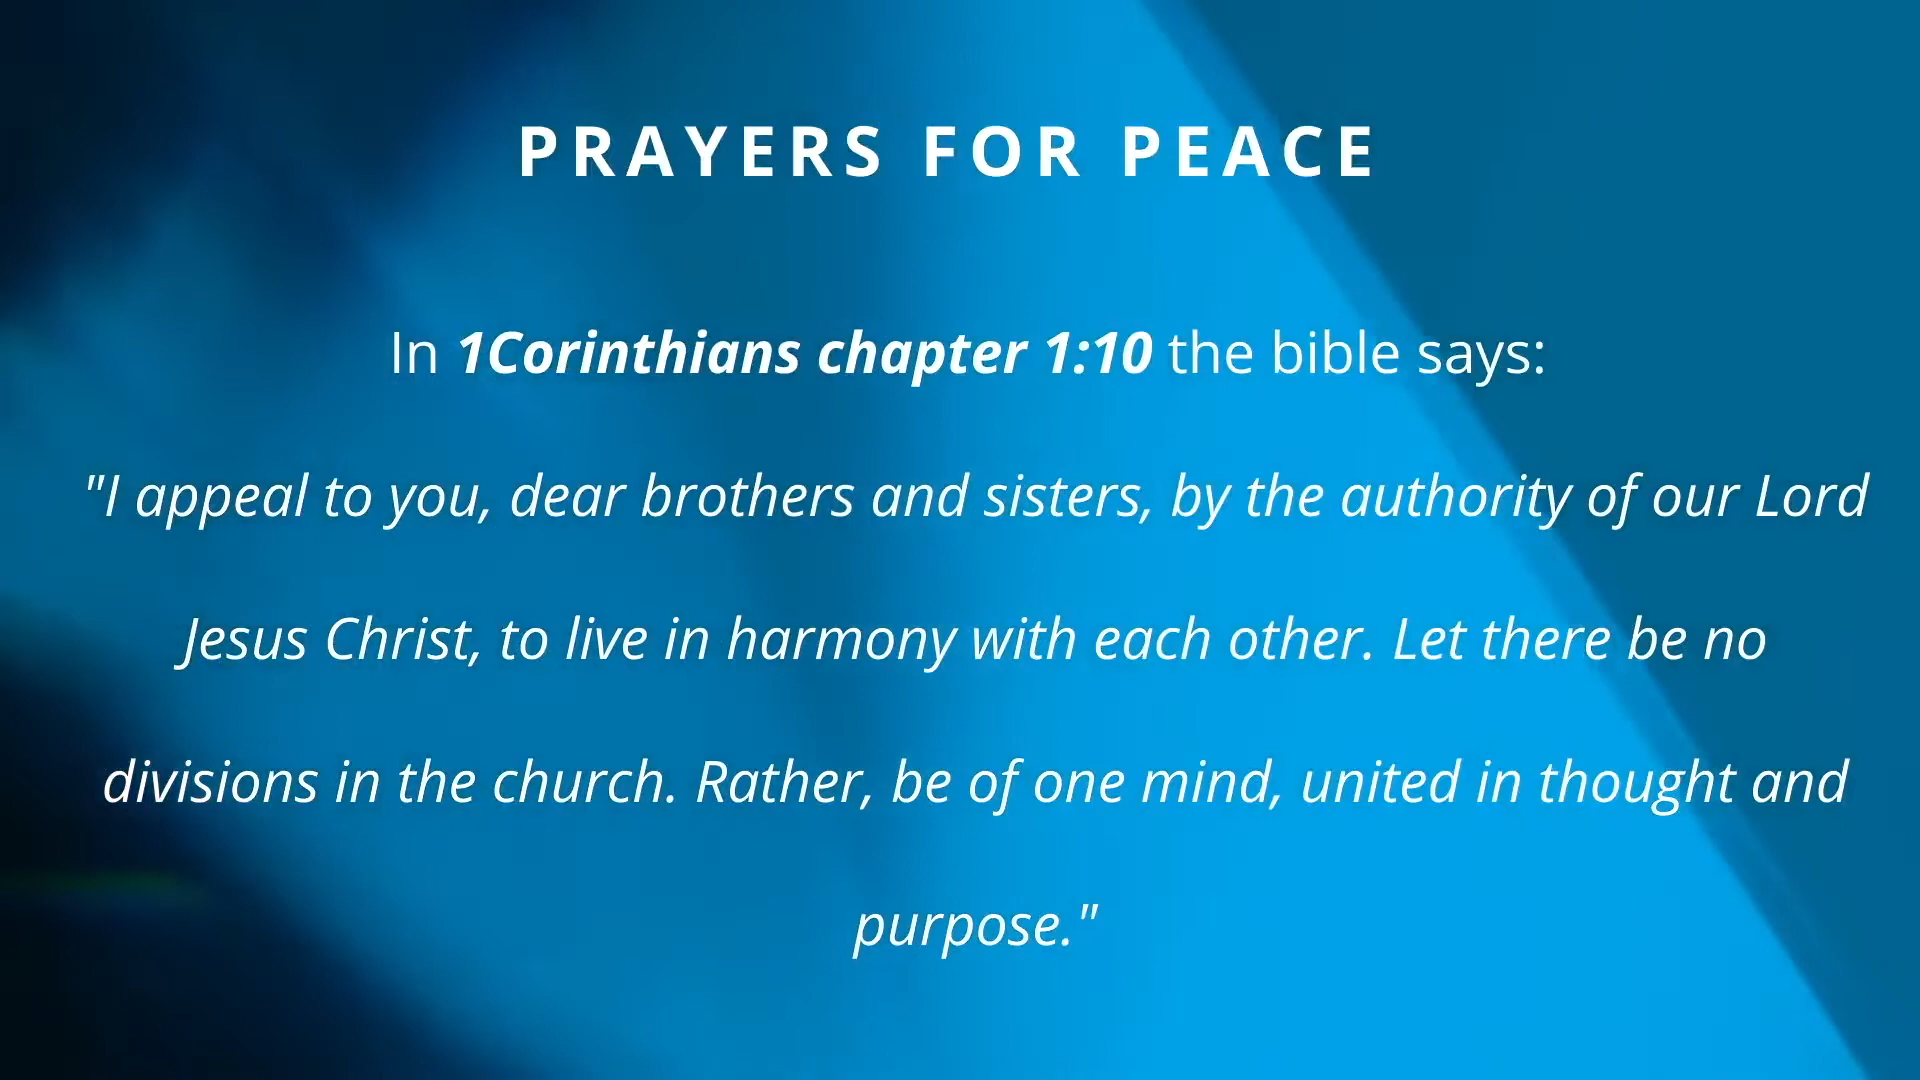 PRAYERS FOR PEACE
In 1Corinthians chapter 1:10 the bible says:
"I appeal to you, dear brothers and sisters, by the authority of our Lord
Jesus Christ, to live in harmony with each other. Let there be no
divisions in the church. Rather, be of one mind, united in thought and
purpose."